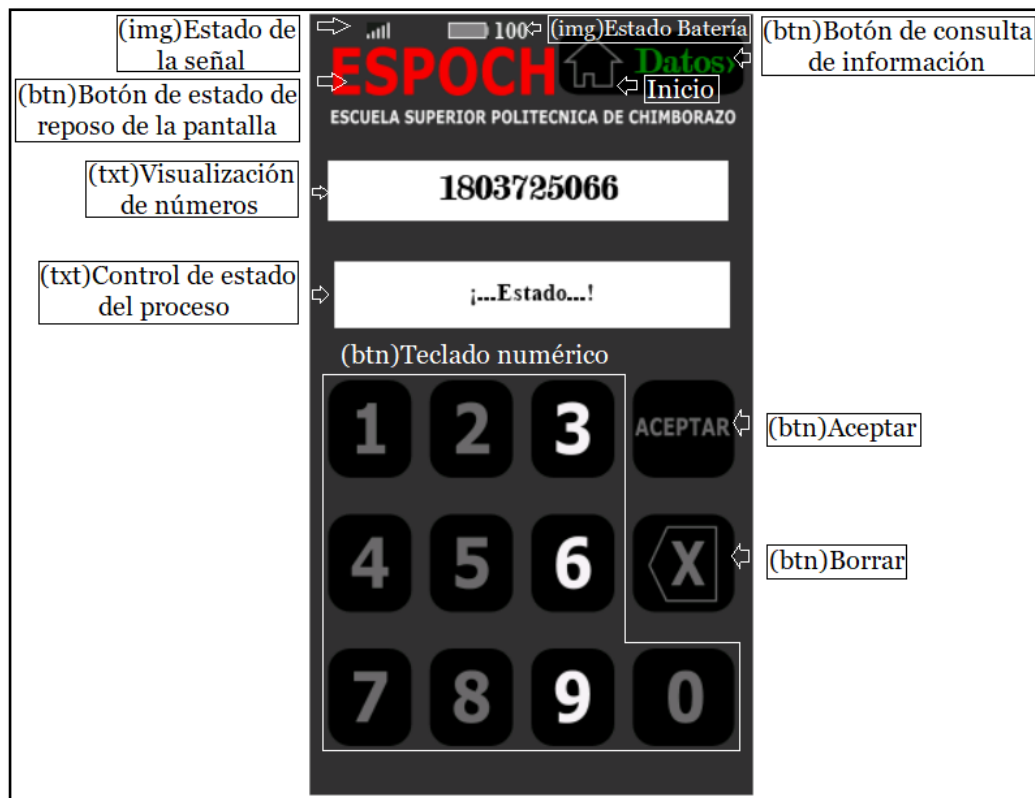 (img)Estado de
la señal
100
(img)Estado Batería
(btn)Botón de consulta
de información
ESPOCH
Datos›
Inicio
(btn)Botón de estado de
reposo de la pantalla
ESCUELA SUPERIOR POLITECNICA DE CHIMBORAZO
(txt)Visualización
de números
1803725066
(txt)Control de estado
del proceso
¡...Estado...!
(btn)Teclado numérico
1 2 3 ACEPTAR
(btn)Aceptar
4 5 6 X
(btn)Borrar
7 8 9 0